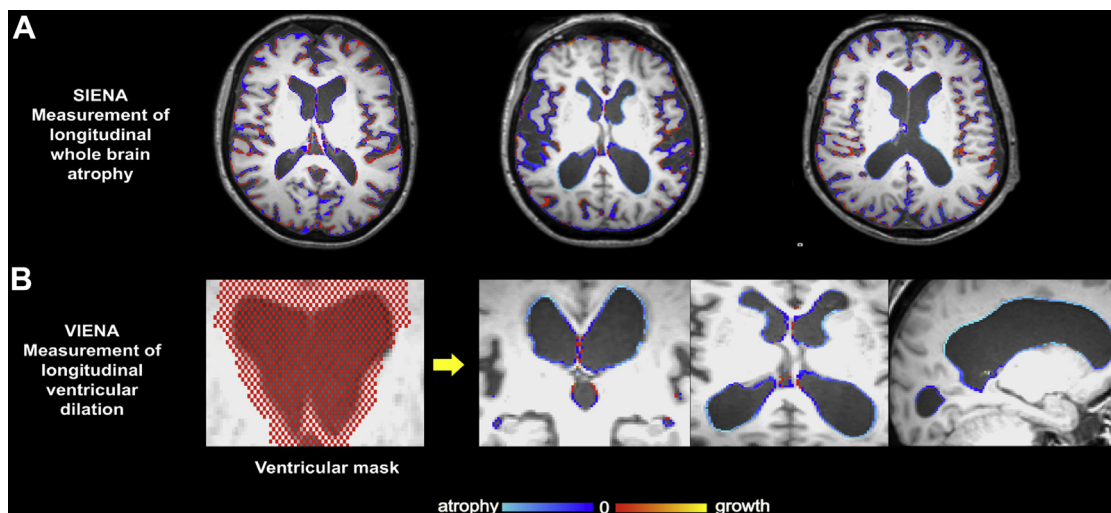 A
SIENA
Measurement of
longitudinal
whole brain
atrophy
B
VIENA
Measurement of
longitudinal
ventricular
dilation
Ventricular mask
atrophy 0 growth